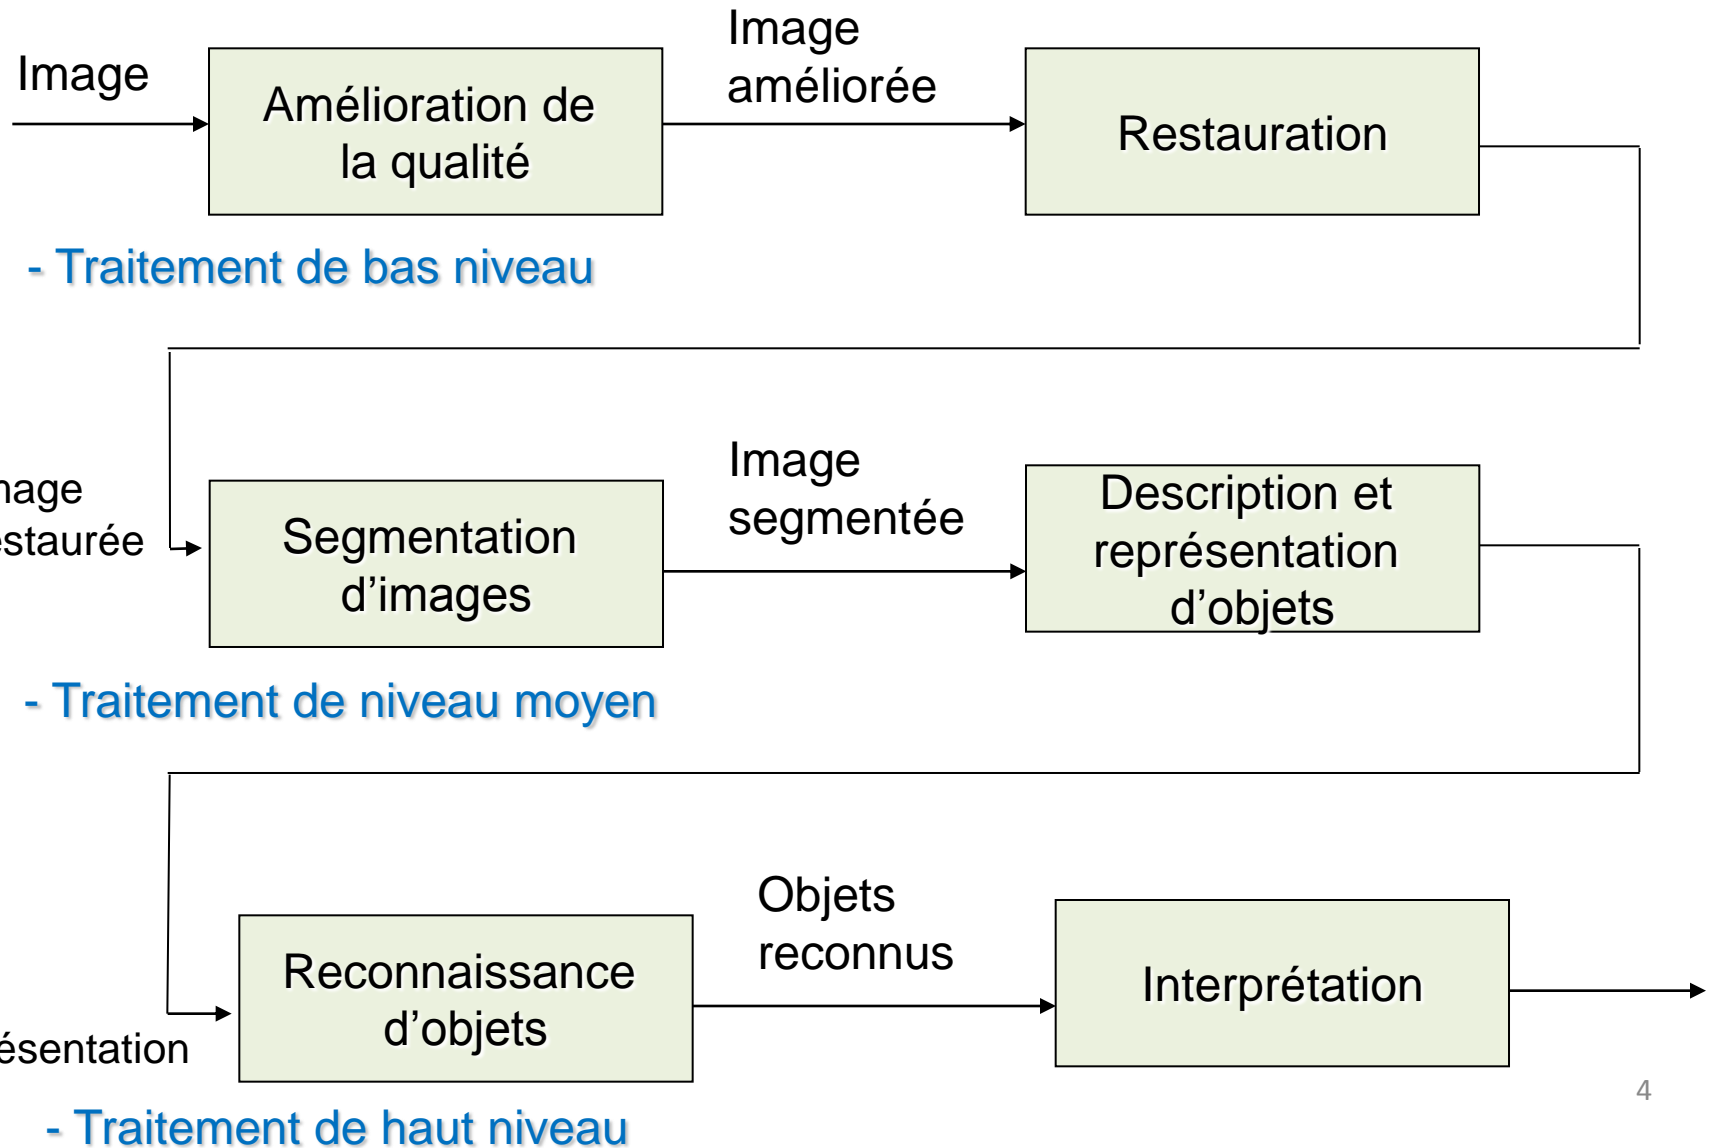 Image
Amélioration de
la qualité
Image
améliorée
Restauration
- Traitement de bas niveau
Segmentation
d’images
Image
segmentée
Description et
représentation
d’objets
- Traitement de niveau moyen
Reconnaissance
d’objets
Objets
reconnus
Interprétation
4
- Traitement de haut niveau